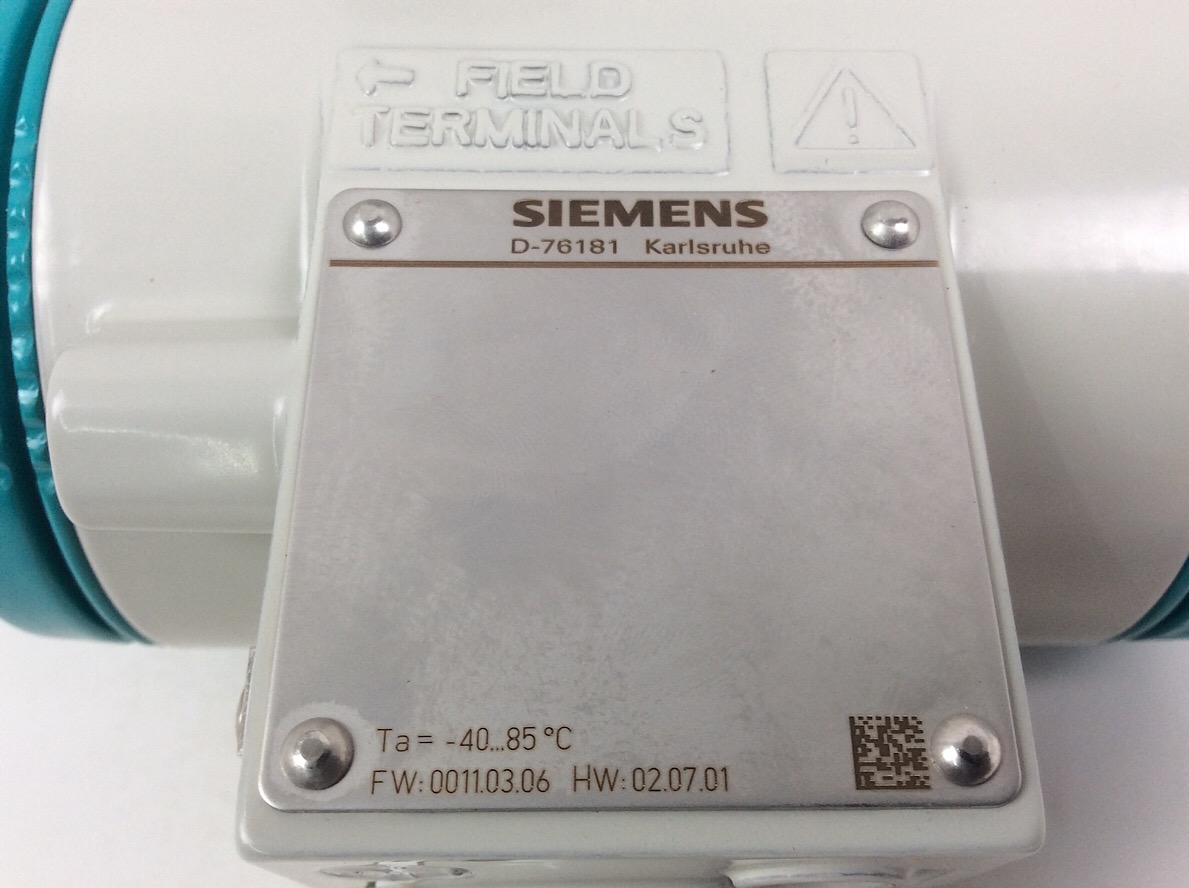 ← FIELD
TERMINALS
SIEMENS
D-76181 Karlsruhe
Ta = -40...85 °C
FW: 0011.03.06 HW: 02.07.01